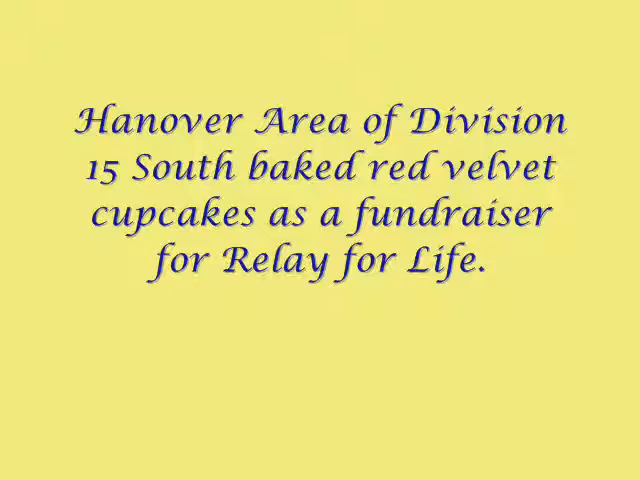 Hanover Area of Division
15 South baked red velvet
cupcakes as a fundraiser
for Relay for Life.